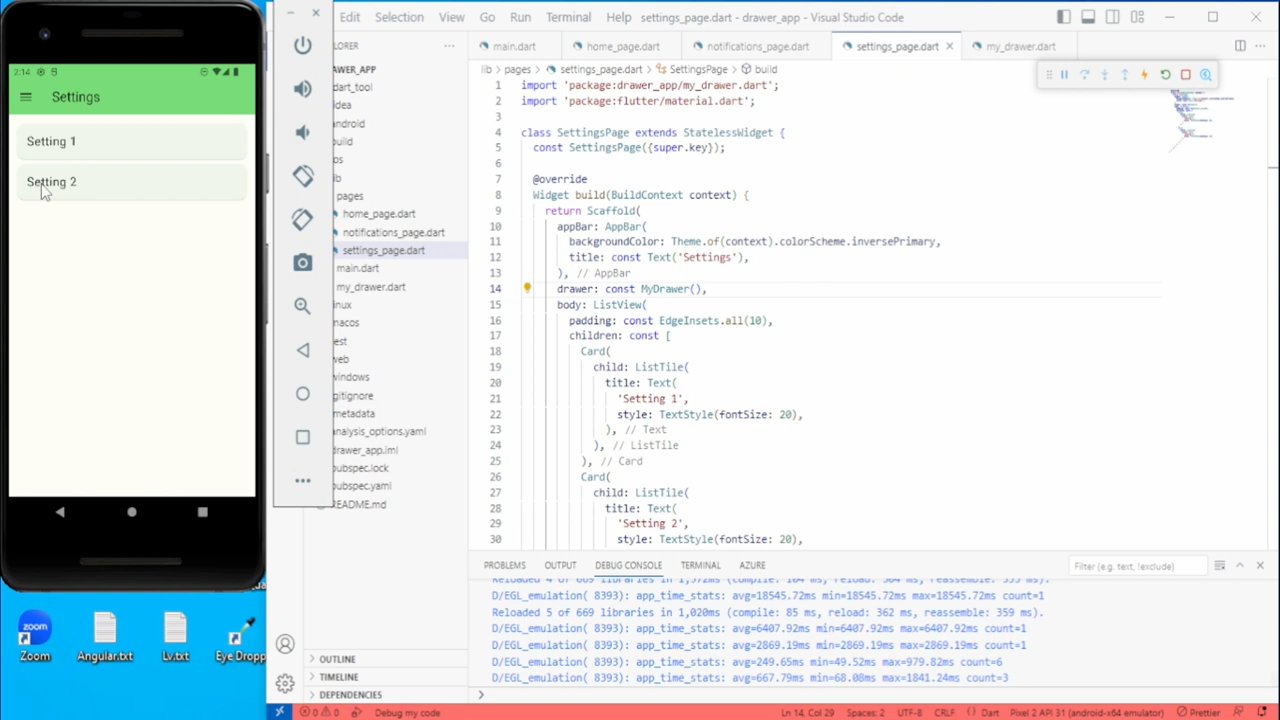 2:14
Settings
Setting 1
Setting 2
Zoom
Angular.txt
Lv.txt
Eye Dropp
Edit Selection View Go Run Terminal Help settings_page.dart - drawer_app - Visual Studio Code
LORER
main.dart
home_page.dart
notifications_page.dart
settings_page.dart
my_drawer.dart
AWER_APP
dart_tool
idea
android
build
os
ib
pages
home_page.dart
notifications_page.dart
settings_page.dart
main.dart
my_drawer.dart
inux
macos
est
web
windows
gitignore
metadata
analysis_options.yaml
drawer_app.iml
pubspec.lock
pubspec.yaml
README.md
OUTLINE
TIMELINE
DEPENDENCIES
lib > pages > settings_page.dart > SettingsPage > build
1 import 'package:drawer_app/my_drawer.dart';
2 import 'package:flutter/material.dart';
3
4 class SettingsPage extends StatelessWidget {
5 const SettingsPage({super.key});
6
7 @override
8 Widget build(BuildContext context) {
9 return Scaffold(
10 appBar: AppBar(
11 backgroundColor: Theme.of(context).colorScheme.inversePrimary,
12 title: const Text('Settings'),
13 ), // AppBar
14 drawer: const MyDrawer(),
15 body: ListView(
16 padding: const EdgeInsets.all(10),
17 children: const [
18 Card(
19 child: ListTile(
20 title: Text(
21 'Setting 1',
22 style: TextStyle(fontSize: 20),
23 ), // Text
24 ), // ListTile
25 ), // Card
26 Card(
27 child: ListTile(
28 title: Text(
29 'Setting 2',
30 style: TextStyle(fontSize: 20),
PROBLEMS OUTPUT DEBUG CONSOLE TERMINAL AZURE
Filter (e.g. text, !exclude)
D/EGL_emulation( 8393): app_time_stats: avg=18545.72ms min=18545.72ms max=18545.72ms count=1
Reloaded 5 of 669 libraries in 1,020ms (compile: 85 ms, reload: 362 ms, reassemble: 359 ms).
D/EGL_emulation( 8393): app_time_stats: avg=6407.92ms min=6407.92ms max=6407.92ms count=1
D/EGL_emulation( 8393): app_time_stats: avg=2869.19ms min=2869.19ms max=2869.19ms count=1
D/EGL_emulation( 8393): app_time_stats: avg=249.65ms min=49.52ms max=979.82ms count=6
D/EGL_emulation( 8393): app_time_stats: avg=667.79ms min=68.08ms max=1841.24ms count=3
0 0 Debug my code
Ln 14, Col 29 Spaces: 2 UTF-8 CRLF Dart Pixel 2 API 31 (android-x64 emulator) Prettier